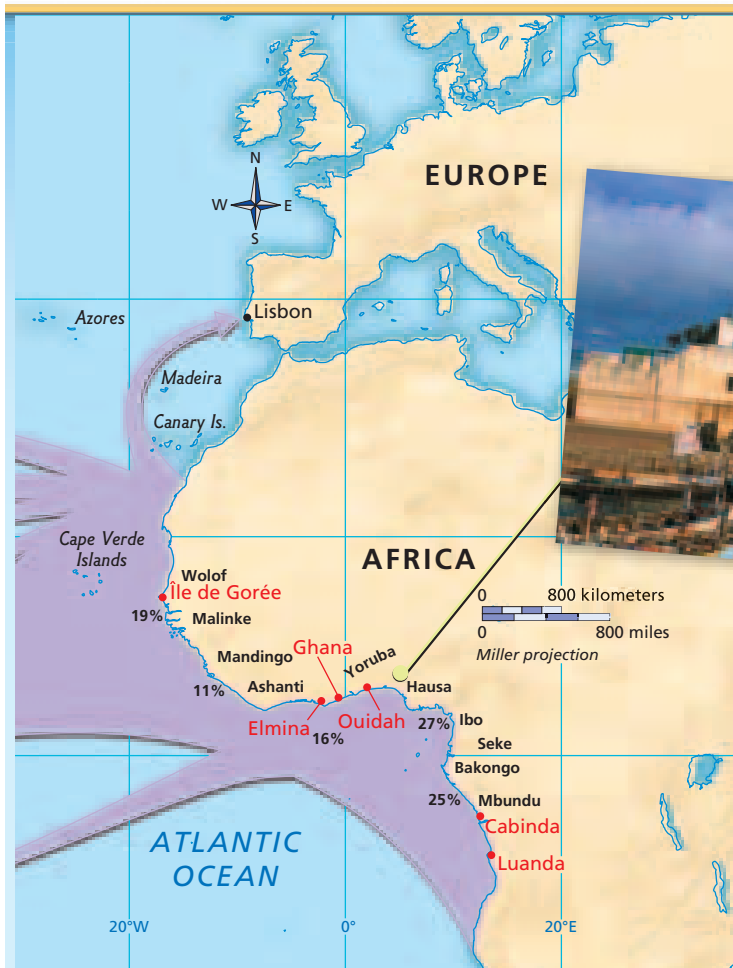 EUROPE
N
W
E
S
Lisbon
Azores
Madeira
Canary Is.
Cape Verde
Islands
AFRICA
Wolof
Île de Gorée
19%
Malinke
0 800 kilometers
0 800 miles
Miller projection
Ghana
Mandingo
Yoruba
11%
Ashanti
Hausa
Elmina
Ouidah
16%
27%
Ibo
Seke
Bakongo
25%
Mbundu
Cabinda
Luanda
ATLANTIC
OCEAN
20°W
0°
20°E